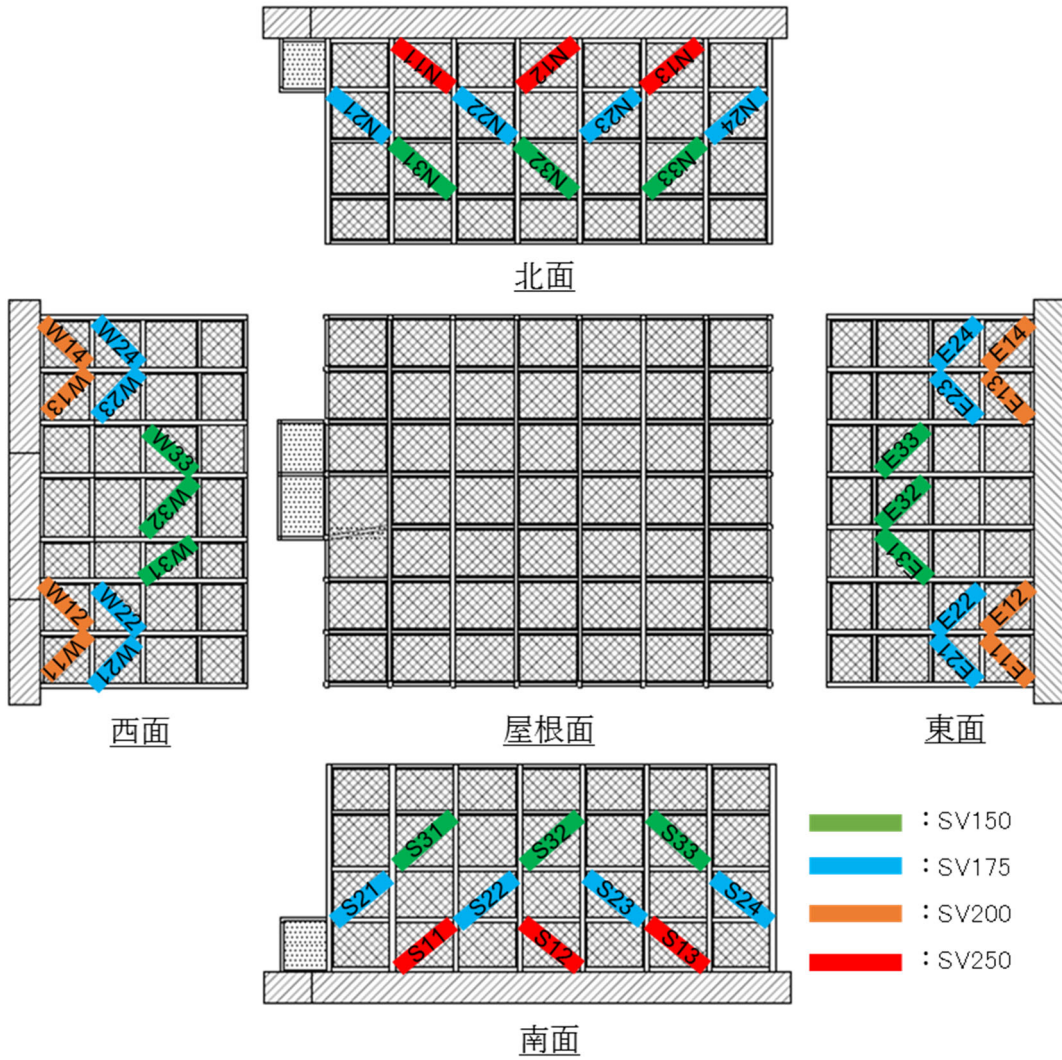 N11
N12
N13
N21
N22
N23
N24
N31
N32
N33
北面
W14
W24
W13
W23
W33
W32
W31
W12
W22
W11
W21
西面
屋根面
E24
E14
E23
E13
E33
E32
E31
E22
E12
E21
E11
東面
S31
S32
S33
S21
S22
S23
S24
S11
S12
S13
南面
：SV150
：SV175
：SV200
：SV250